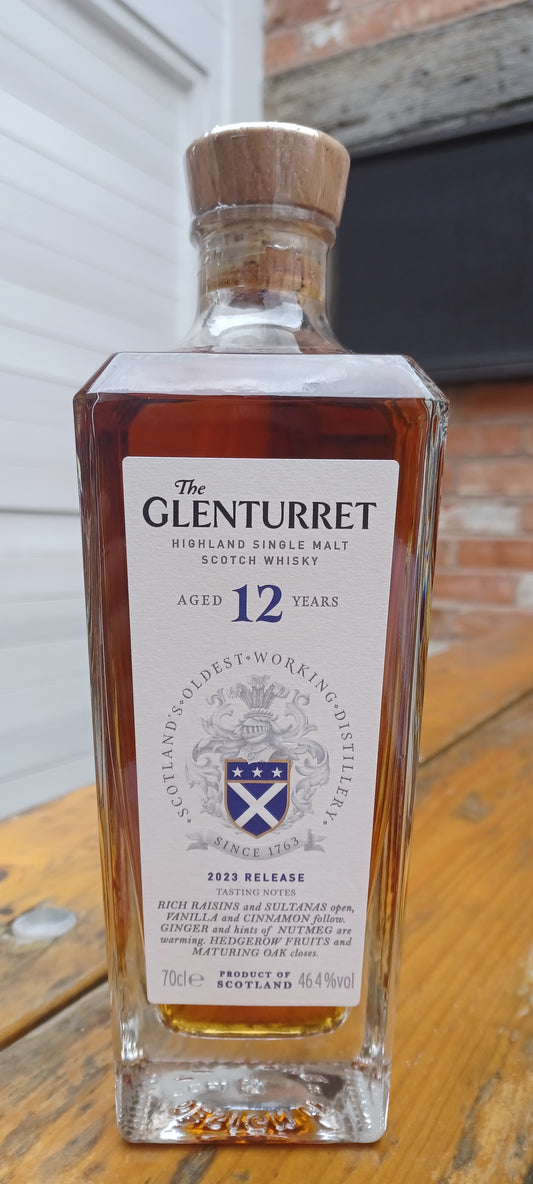 The
GLENTURRET
HIGHLAND SINGLE MALT
SCOTCH WHISKY
AGED 12 YEARS
SCOTLAND'S⋄OLDEST⋄WORKING⋄DISTILLERY⋄
SINCE 1763
2023 RELEASE
TASTING NOTES
RICH RAISINS and SULTANAS open,
VANILLA and CINNAMON follow.
GINGER and hints of NUTMEG are
warming. HEDGEROW FRUITS and
MATURING OAK closes.
70cl℮ PRODUCT OF SCOTLAND 46.4%vol